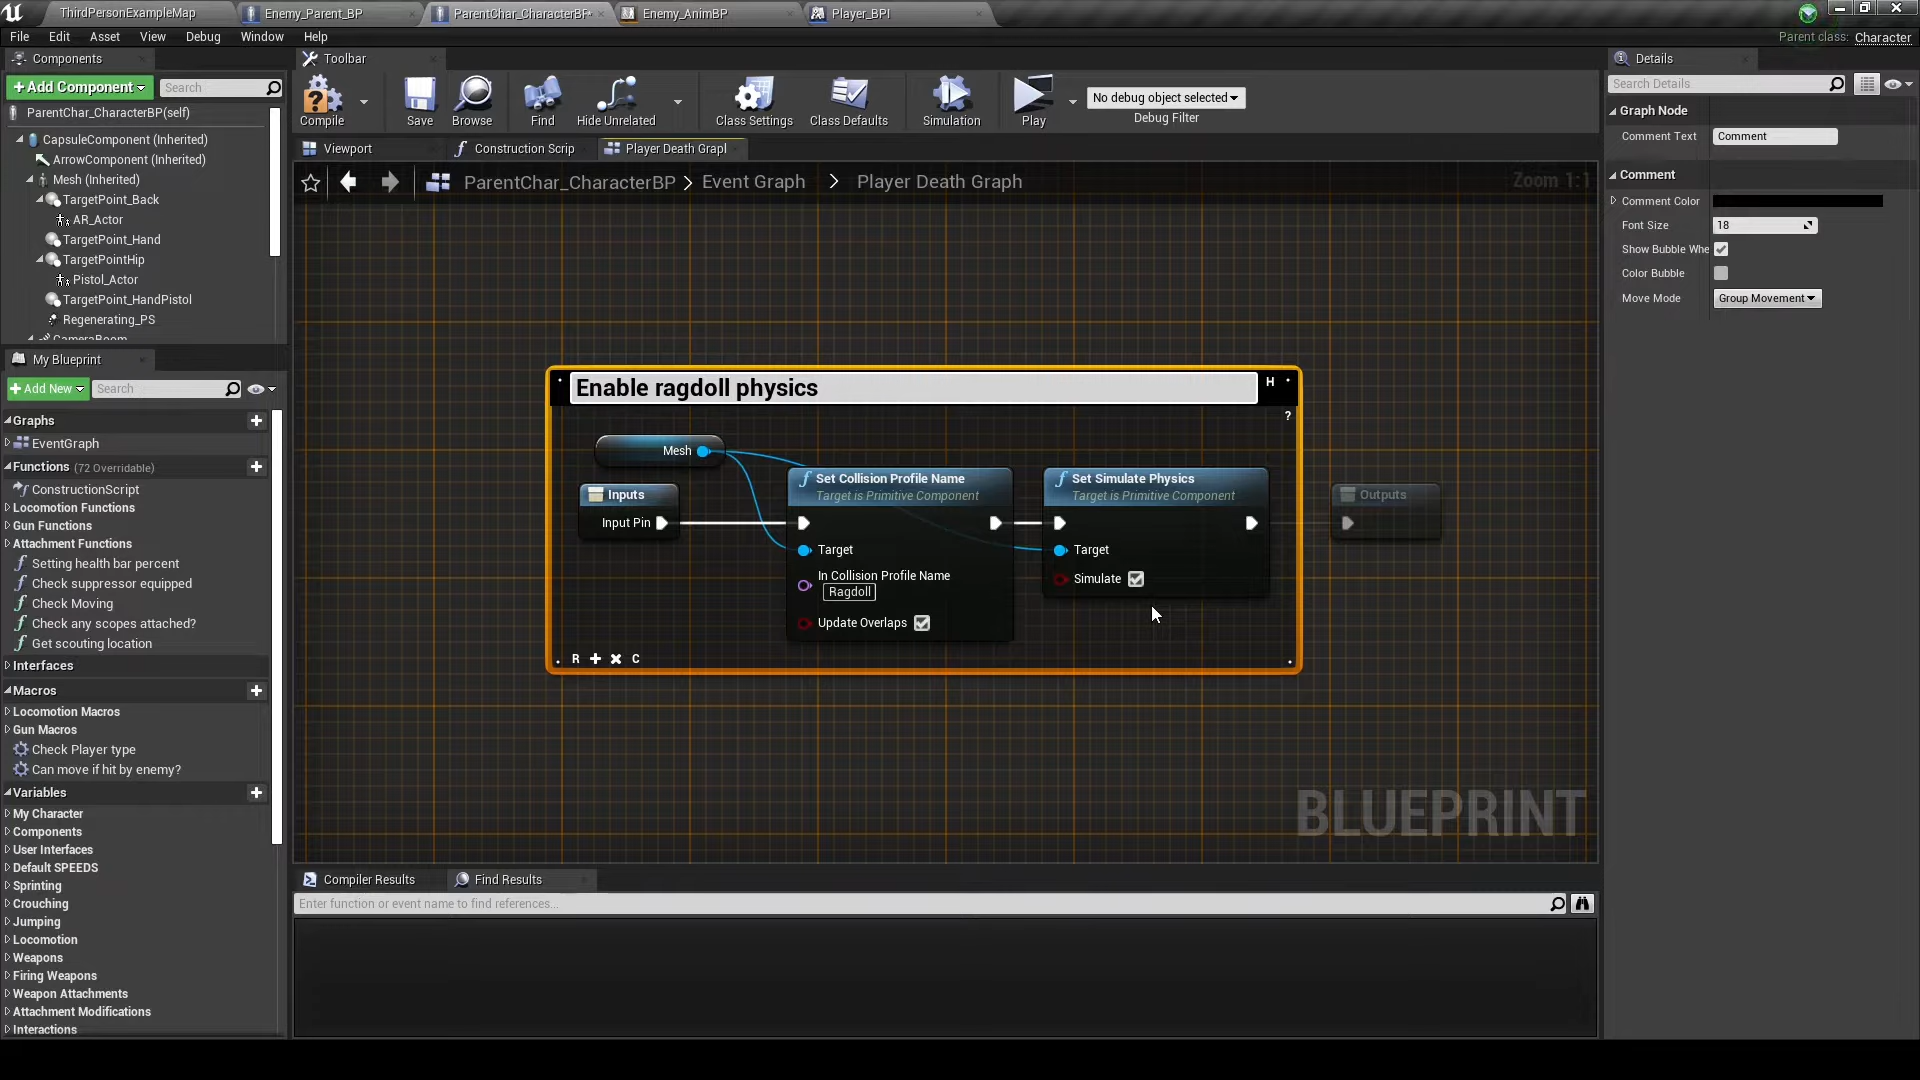 ThirdPersonExampleMap
Enemy_Parent_BP
ParentChar_CharacterBP*
Enemy_AnimBP
Player_BPI
File Edit Asset View Debug Window Help
Parent class: Character
Components
Toolbar
Details
+Add Component
Search
Compile
Save
Browse
Find
Hide Unrelated
Class Settings
Class Defaults
Simulation
Play
No debug object selected
Debug Filter
Search Details
ParentChar_CharacterBP(self)
CapsuleComponent (Inherited)
ArrowComponent (Inherited)
Mesh (Inherited)
TargetPoint_Back
AR_Actor
TargetPoint_Hand
TargetPointHip
Pistol_Actor
TargetPoint_HandPistol
Regenerating_PS
CameraBoom
Graph Node
Comment Text Comment
Comment
Comment Color
Font Size 18
Show Bubble Whe
Color Bubble
Move Mode Group Movement
Viewport
Construction Scrip
Player Death Grapl
ParentChar_CharacterBP > Event Graph > Player Death Graph
Zoom 1:1
My Blueprint
+Add New
Search
Graphs
EventGraph
Functions (72 Overridable)
ConstructionScript
Locomotion Functions
Gun Functions
Attachment Functions
Setting health bar percent
Check suppressor equipped
Check Moving
Check any scopes attached?
Get scouting location
Interfaces
Macros
Locomotion Macros
Gun Macros
Check Player type
Can move if hit by enemy?
Variables
My Character
Components
User Interfaces
Default SPEEDS
Sprinting
Crouching
Jumping
Locomotion
Weapons
Firing Weapons
Weapon Attachments
Attachment Modifications
Interactions
Enable ragdoll physics
H
?
Mesh
Inputs
Input Pin
Set Collision Profile Name
Target is Primitive Component
Target
In Collision Profile Name
Ragdoll
Update Overlaps
Set Simulate Physics
Target is Primitive Component
Target
Simulate
Outputs
R + × C
BLUEPRINT
Compiler Results
Find Results
Enter function or event name to find references...